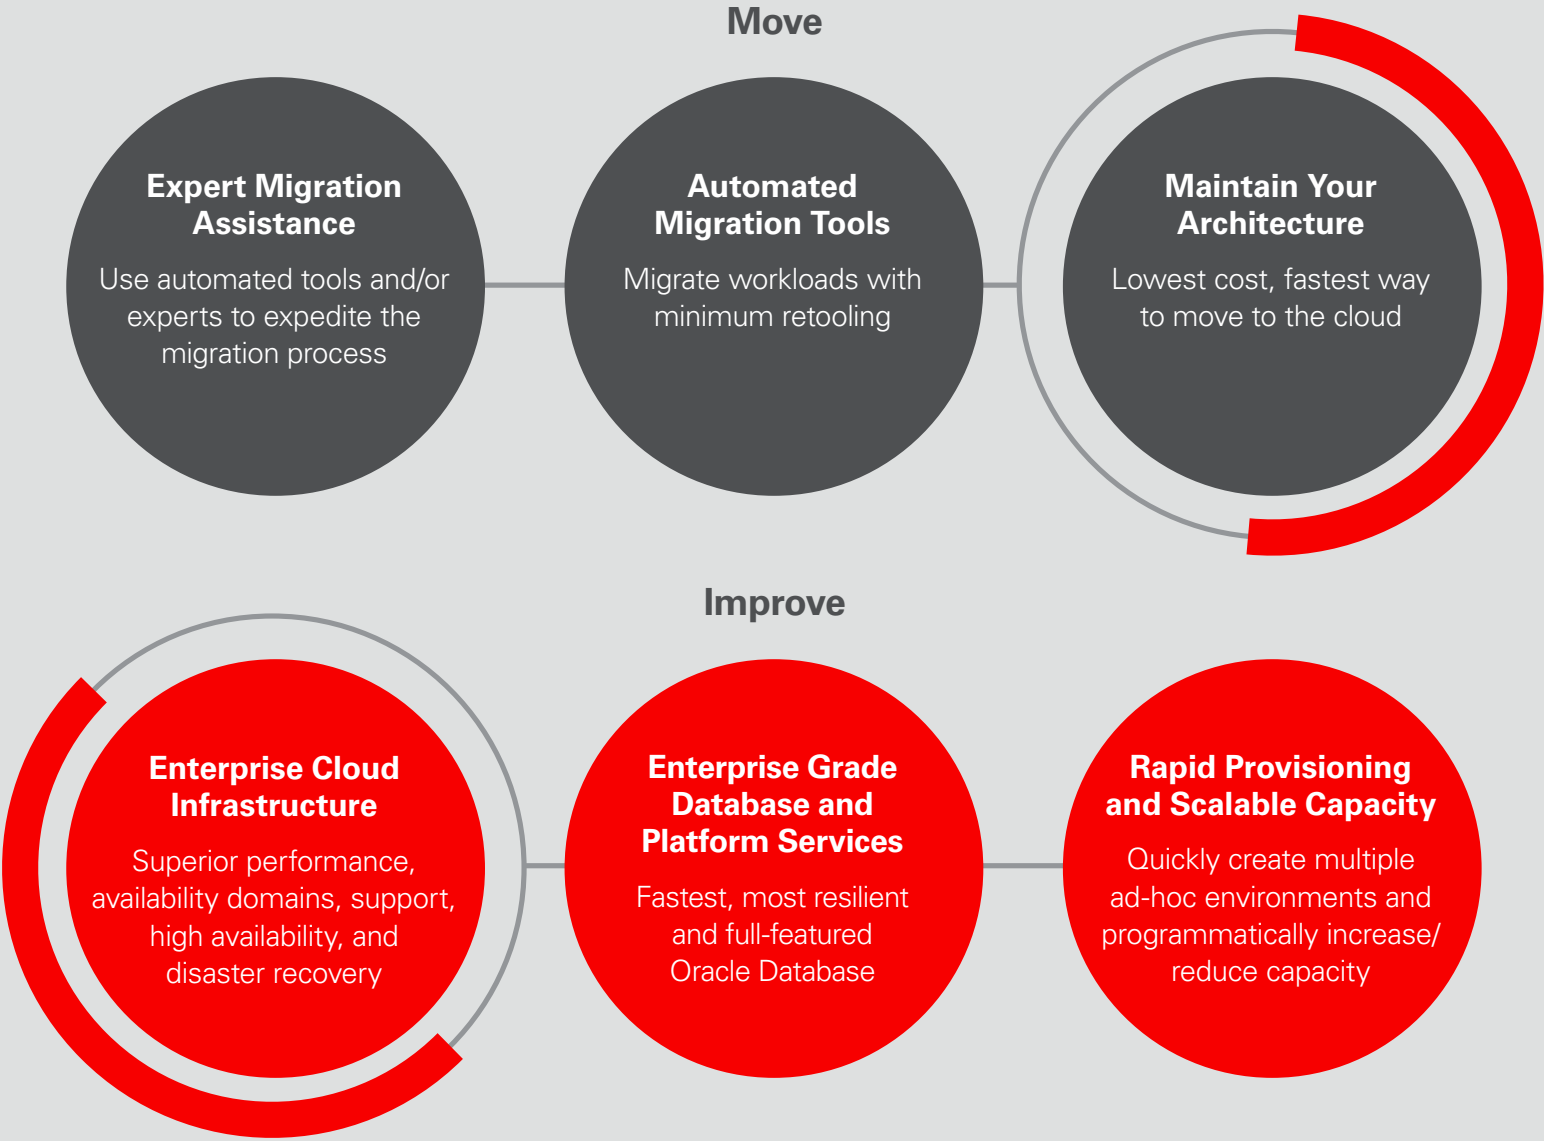 Move
Expert Migration
Assistance
Use automated tools and/or
experts to expedite the
migration process
Automated
Migration Tools
Migrate workloads with
minimum retooling
Maintain Your
Architecture
Lowest cost, fastest way
to move to the cloud
Improve
Enterprise Cloud
Infrastructure
Superior performance,
availability domains, support,
high availability, and
disaster recovery
Enterprise Grade
Database and
Platform Services
Fastest, most resilient
and full-featured
Oracle Database
Rapid Provisioning
and Scalable Capacity
Quickly create multiple
ad-hoc environments and
programmatically increase/
reduce capacity